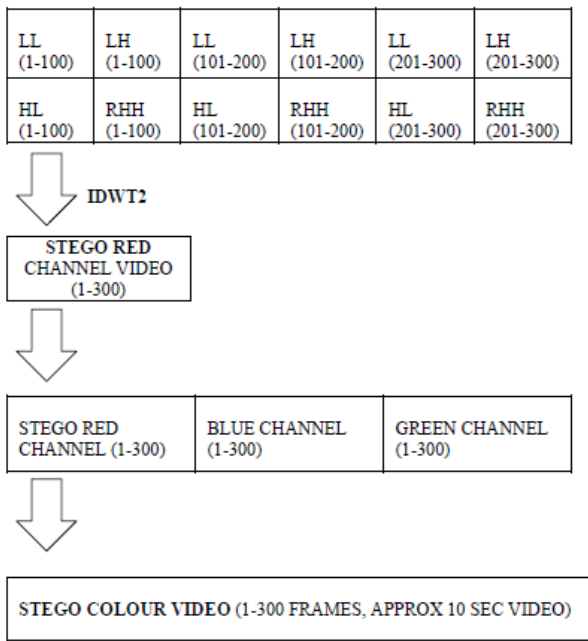 LL LH LL LH LL LH
(1-100) (1-100) (101-200) (101-200) (201-300) (201-300)
HL RHH HL RHH HL RHH
(1-100) (1-100) (101-200) (101-200) (201-300) (201-300)
IDWT2
STEGO RED
CHANNEL VIDEO
(1-300)
STEGO RED
CHANNEL (1-300)
BLUE CHANNEL
(1-300)
GREEN CHANNEL
(1-300)
STEGO COLOUR VIDEO (1-300 FRAMES, APPROX 10 SEC VIDEO)